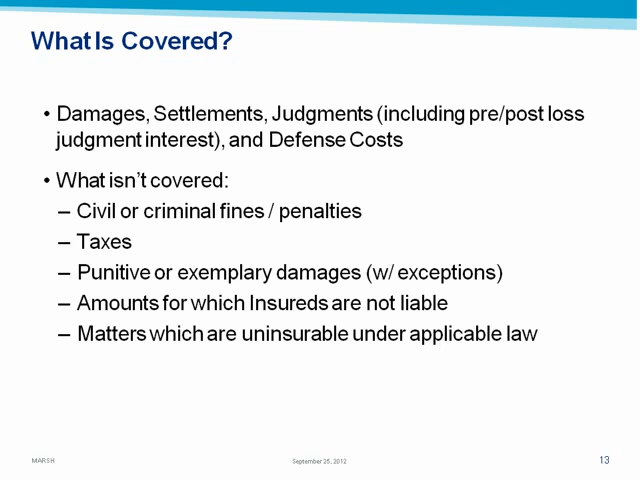 What Is Covered?
• Damages, Settlements, Judgments (including pre/post loss
judgment interest), and Defense Costs
• What isn't covered:
– Civil or criminal fines / penalties
– Taxes
– Punitive or exemplary damages (w/ exceptions)
– Amounts for which Insureds are not liable
– Matters which are uninsurable under applicable law
MARSH
September 25, 2012
13